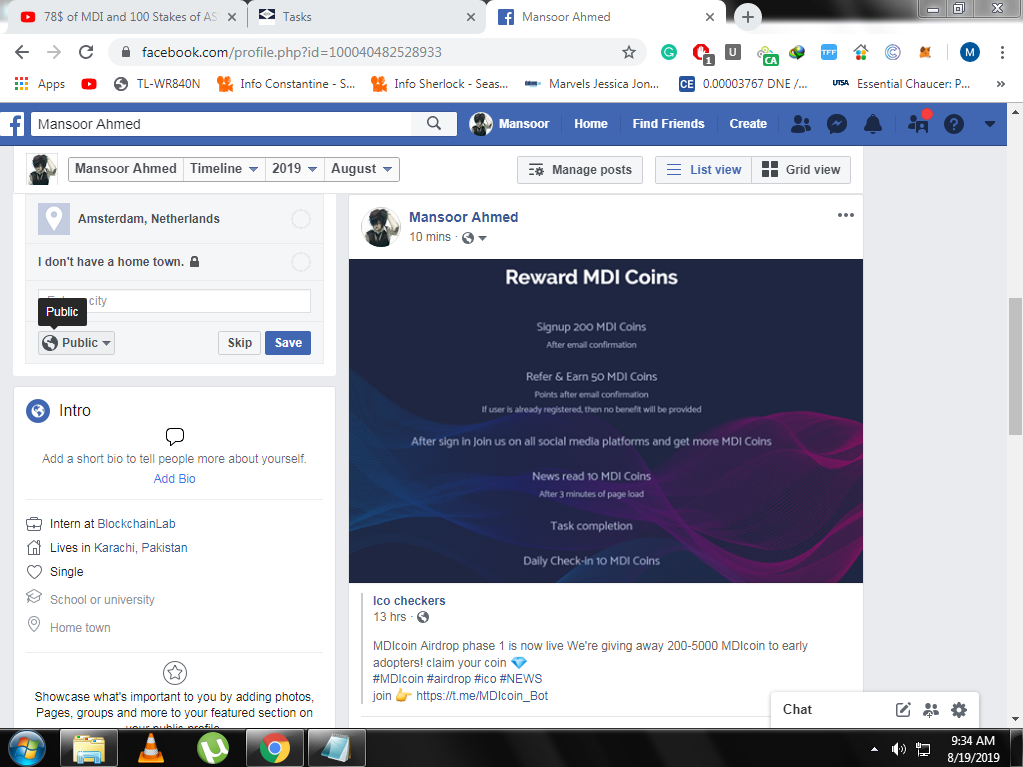 78$ of MDI and 100 Stakes of AS
Tasks
Mansoor Ahmed
facebook.com/profile.php?id=100040482528933
1
U
CA
TFF
M
Apps
TL-WR840N
Info Constantine - S...
Info Sherlock - Seas...
Marvels Jessica Jon...
CE
0.00003767 DNE /...
UTSA
Essential Chaucer: P...
»
Mansoor Ahmed
Mansoor
Home
Find Friends
Create
Mansoor Ahmed
Timeline
2019
August
Manage posts
List view
Grid view
Amsterdam, Netherlands
I don't have a home town.
city
Public
Public
Skip
Save
Intro
Add a short bio to tell people more about yourself.
Add Bio
Intern at BlockchainLab
Lives in Karachi, Pakistan
Single
School or university
Home town
Showcase what's important to you by adding photos,
Pages, groups and more to your featured section on
your public profile.
Mansoor Ahmed
10 mins ·
Reward MDI Coins
Signup 200 MDI Coins
After email confirmation
Refer & Earn 50 MDI Coins
Points after email confirmation
If user is already registered, then no benefit will be provided
After sign in Join us on all social media platforms and get more MDI Coins
News read 10 MDI Coins
After 3 minutes of page load
Task completion
Daily Check-in 10 MDI Coins
Ico checkers
13 hrs ·
MDIcoin Airdrop phase 1 is now live We're giving away 200-5000 MDIcoin to early
adopters! claim your coin 💎
#MDIcoin #airdrop #ico #NEWS
join 👉 https://t.me/MDIcoin_Bot
Chat
9:34 AM
8/19/2019